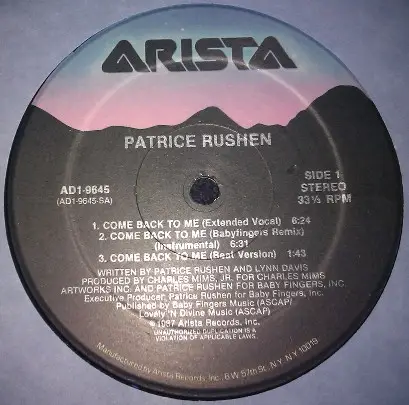 ARISTA
PATRICE RUSHEN
AD1-9645
(AD1-9645-SA)
SIDE 1
STEREO
33⅓ RPM
1. COME BACK TO ME (Extended Vocal) 6:24
2. COME BACK TO ME (Babyfingers Remix)
(Instrumental) 6:31
3. COME BACK TO ME (Beat Version) 1:43
WRITTEN BY PATRICE RUSHEN AND LYNN DAVIS
PRODUCED BY CHARLES MIMS, JR. FOR CHARLES MIMS
ARTWORKS INC. AND PATRICE RUSHEN FOR BABY FINGERS, INC.
Executive Producer: Patrice Rushen for Baby Fingers, Inc.
Published by Baby Fingers Music (ASCAP)/
Lovely 'N Divine Music (ASCAP)
℗ 1987 Arista Records, Inc.
UNAUTHORIZED DUPLICATION IS A
VIOLATION OF APPLICABLE LAWS.
Manufactured by Arista Records, Inc., 6 W. 57th St., N.Y., N.Y. 10019